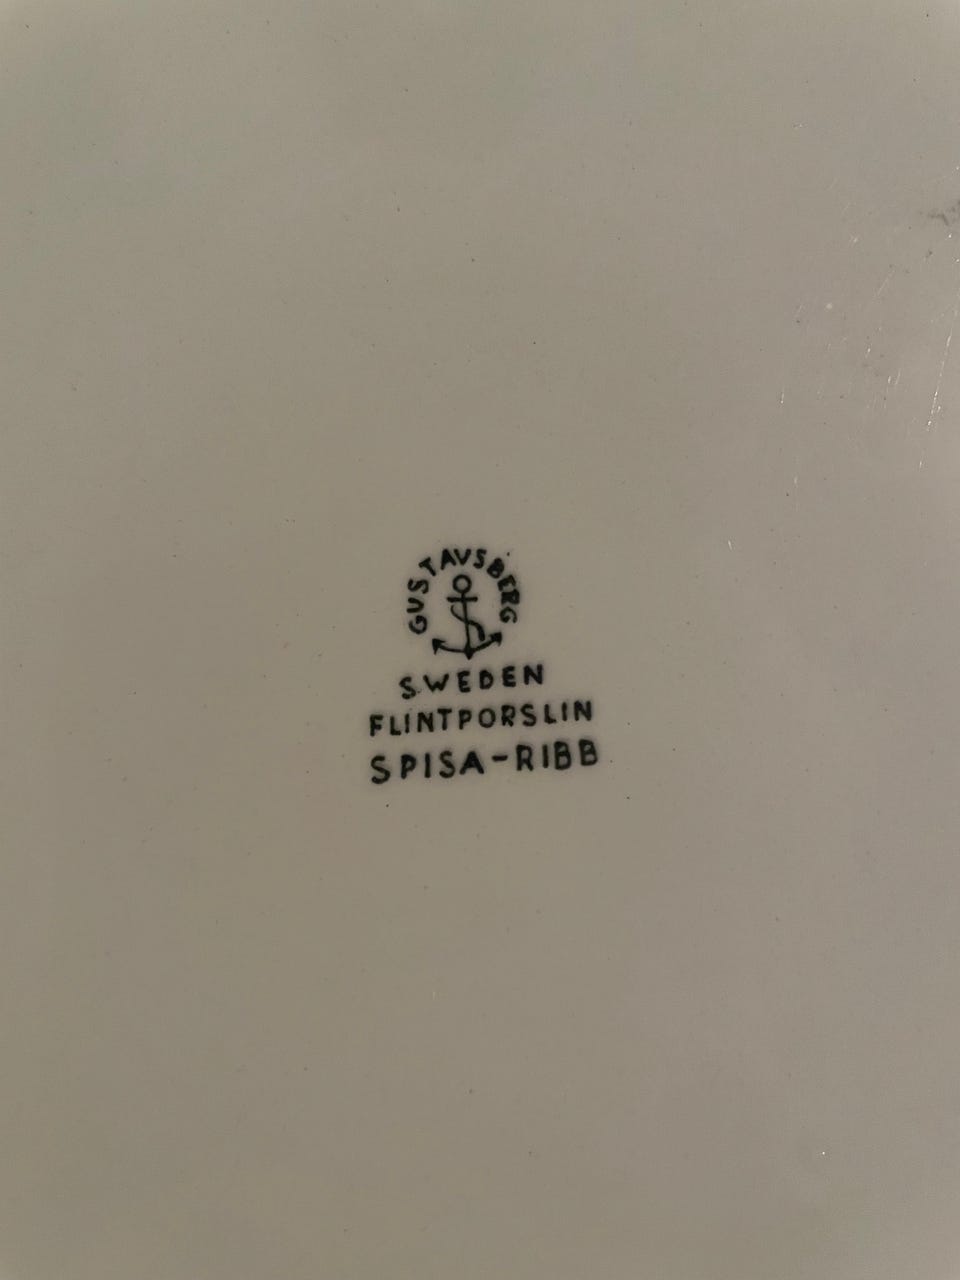 GUSTAVSBERG
SWEDEN
FLINTPORSLIN
SPISA-RIBB